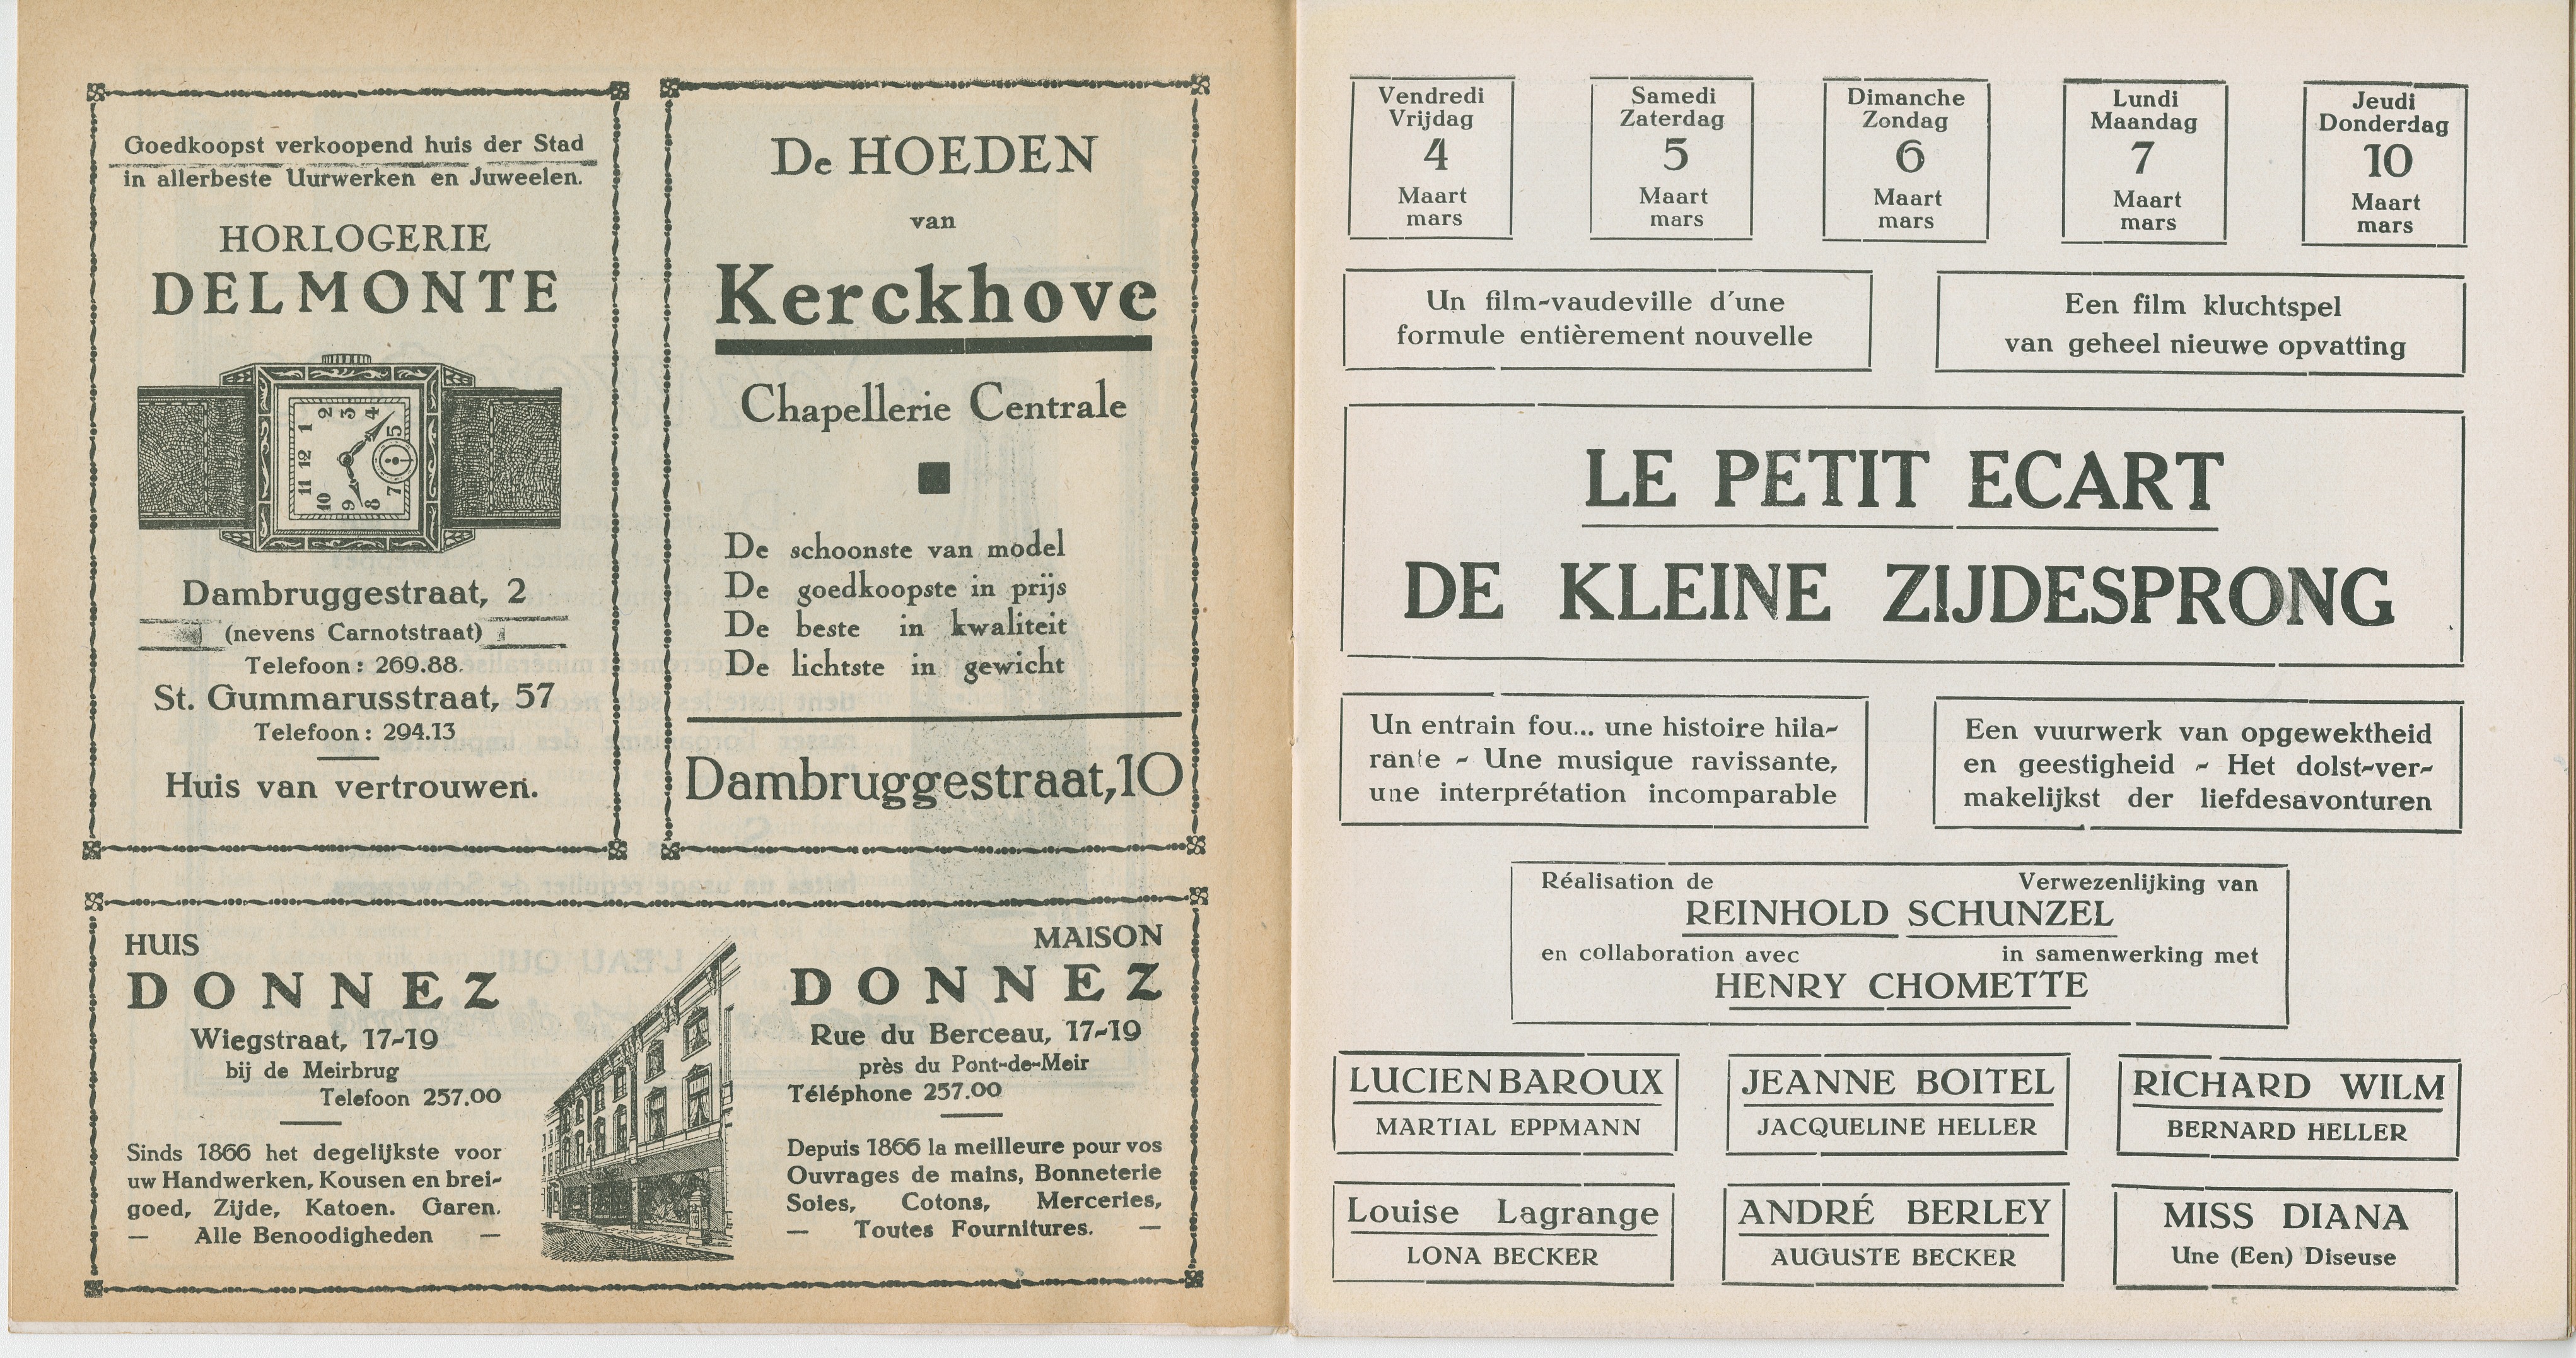 Goedkoopst verkoopend huis der Stad
in allerbeste Uurwerken en Juweelen.
HORLOGERIE
DELMONTE
1 2 3 4 5 7 8 9 10 11 12
Dambruggestraat, 2
(nevens Carnotstraat)
Telefoon: 269.88.
St. Gummarusstraat, 57
Telefoon: 294.13
Huis van vertrouwen.
De HOEDEN
van
Kerckhove
Chapellerie Centrale
De schoonste van model
De goedkoopste in prijs
De beste in kwaliteit
De lichtste in gewicht
Dambruggestraat, 10
HUIS
DONNEZ
Wiegstraat, 17-19
bij de Meirbrug
Telefoon 257.00
Sinds 1866 het degelijkste voor
uw Handwerken, Kousen en brei-
goed, Zijde, Katoen. Garen.
— Alle Benoodigheden —
MAISON
DONNEZ
Rue du Berceau, 17-19
près du Pont-de-Meir
Téléphone 257.00
Depuis 1866 la meilleure pour vos
Ouvrages de mains, Bonneterie
Soies, Cotons, Merceries,
— Toutes Fournitures. —
Vendredi
Vrijdag
4
Maart
mars
Samedi
Zaterdag
5
Maart
mars
Dimanche
Zondag
6
Maart
mars
Lundi
Maandag
7
Maart
mars
Jeudi
Donderdag
10
Maart
mars
Un film-vaudeville d'une
formule entièrement nouvelle
Een film kluchtspel
van geheel nieuwe opvatting
LE PETIT ECART
DE KLEINE ZIJDESPRONG
Un entrain fou... une histoire hila-
rante - Une musique ravissante,
une interprétation incomparable
Een vuurwerk van opgewektheid
en geestigheid - Het dolst-ver-
makelijkst der liefdesavonturen
Réalisation de Verwezenlijking van
REINHOLD SCHUNZEL
en collaboration avec in samenwerking met
HENRY CHOMETTE
LUCIEN BAROUX
MARTIAL EPPMANN
JEANNE BOITEL
JACQUELINE HELLER
RICHARD WILM
BERNARD HELLER
Louise Lagrange
LONA BECKER
ANDRÉ BERLEY
AUGUSTE BECKER
MISS DIANA
Une (Een) Diseuse